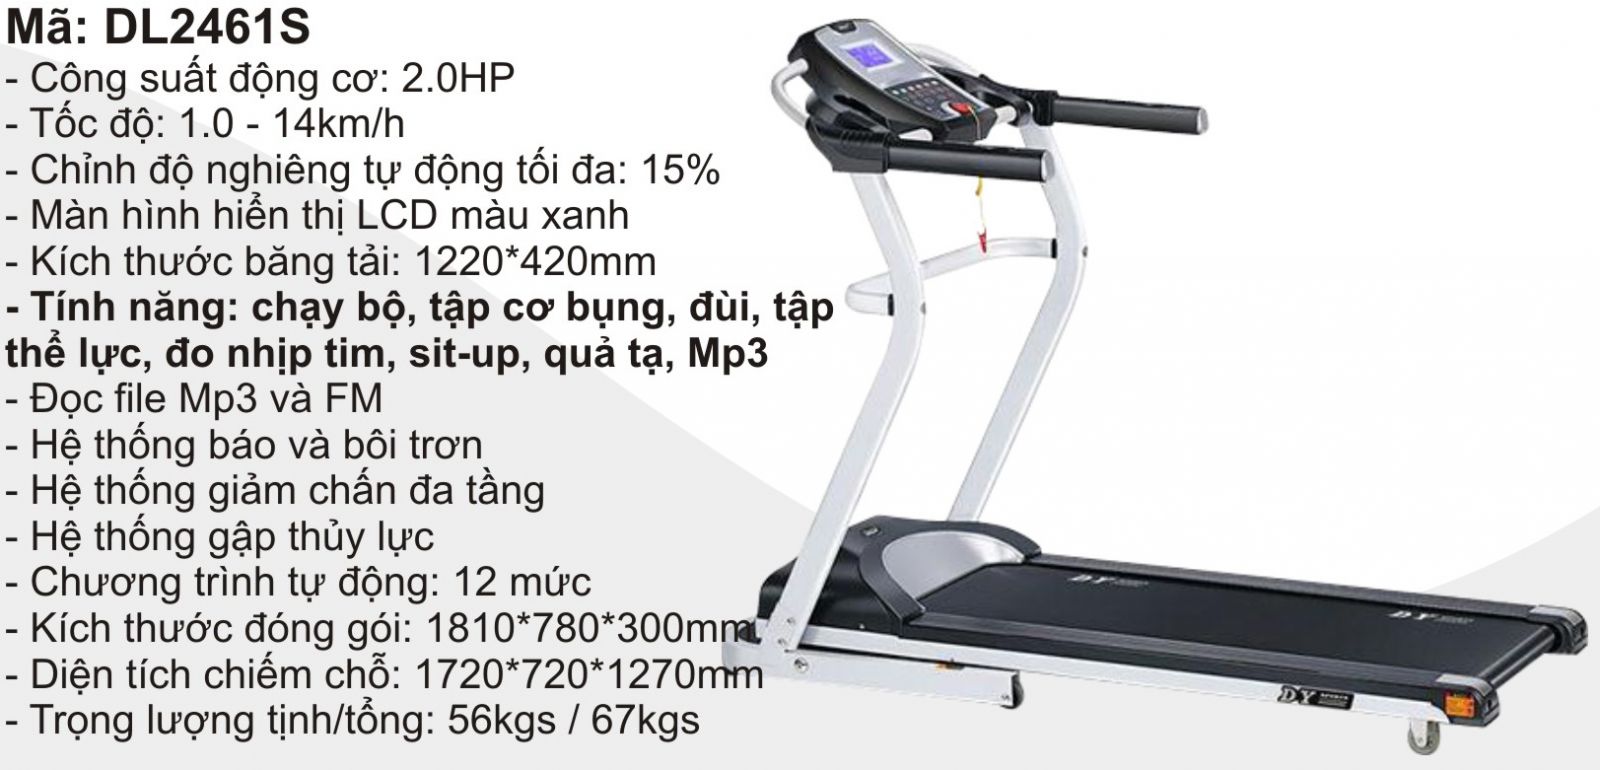 Mã: DL2461S
- Công suất động cơ: 2.0HP
- Tốc độ: 1.0 - 14km/h
- Chỉnh độ nghiêng tự động tối đa: 15%
- Màn hình hiển thị LCD màu xanh
- Kích thước băng tải: 1220*420mm
- Tính năng: chạy bộ, tập cơ bụng, đùi, tập
thể lực, đo nhịp tim, sit-up, quả tạ, Mp3
- Đọc file Mp3 và FM
- Hệ thống báo và bôi trơn
- Hệ thống giảm chấn đa tầng
- Hệ thống gập thủy lực
- Chương trình tự động: 12 mức
- Kích thước đóng gói: 1810*780*300mm
- Diện tích chiếm chỗ: 1720*720*1270mm
- Trọng lượng tịnh/tổng: 56kgs / 67kgs
DY
DY
DY